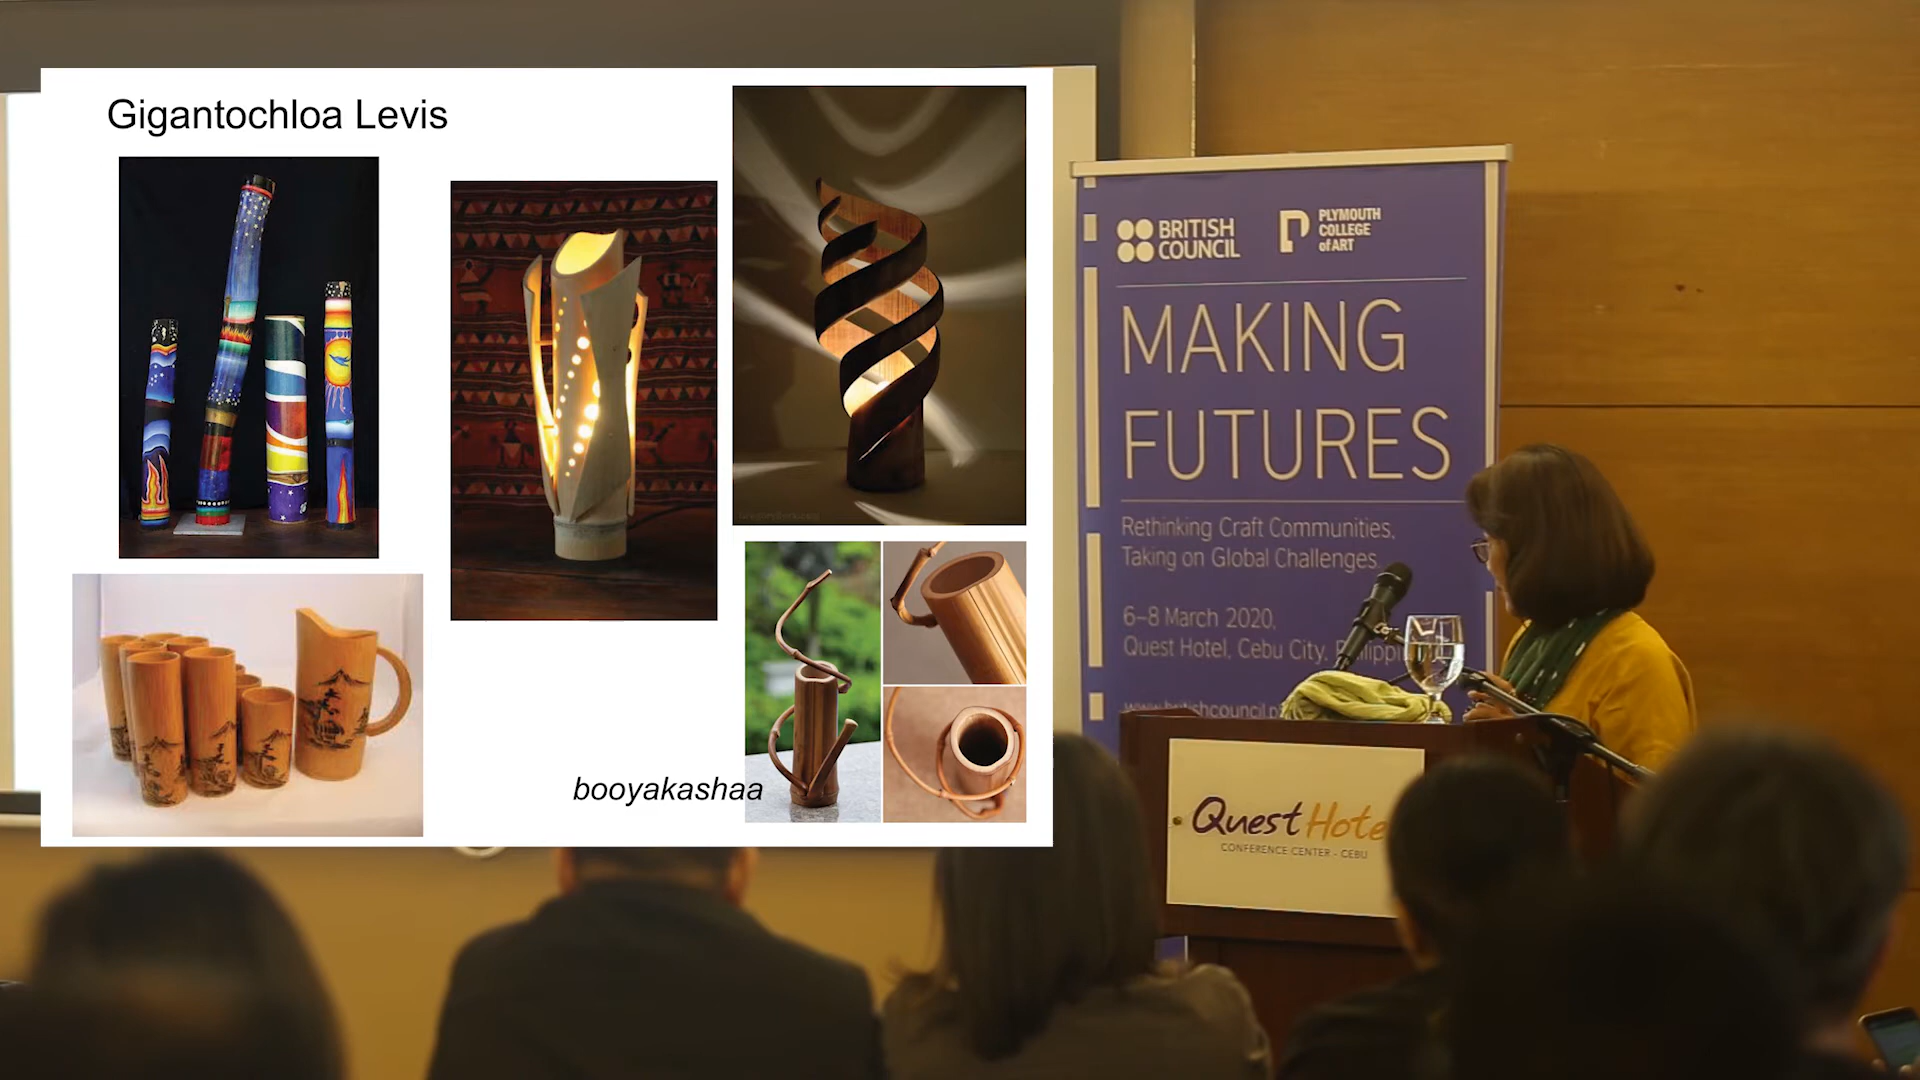 Gigantochloa Levis
booyakashaa
BRITISH
COUNCIL
PLYMOUTH
COLLEGE
of ART
MAKING
FUTURES
Rethinking Craft Communities,
Taking on Global Challenges.
6–8 March 2020,
Quest Hotel, Cebu City,
Quest Hote
CONFERENCE CENTER - CEBU